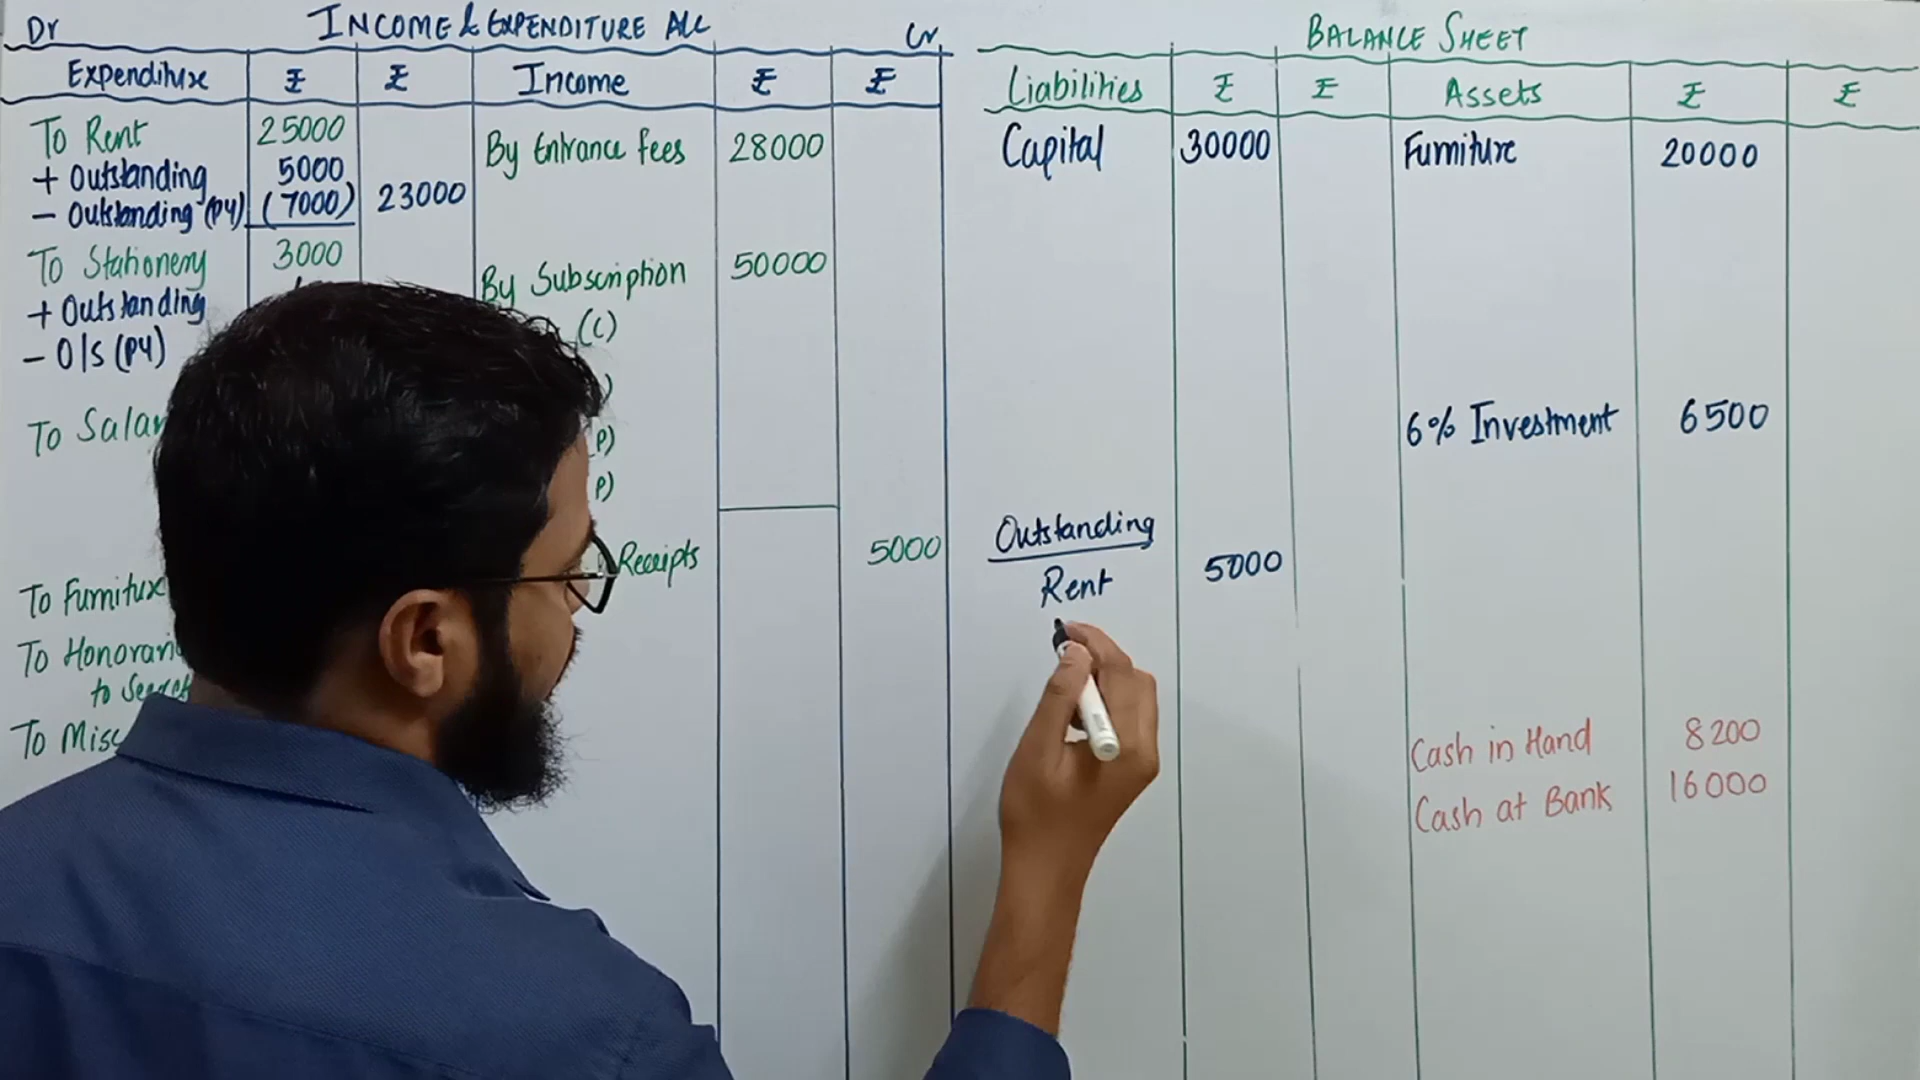 Dr INCOME & EXPENDITURE A/C Cr
Expenditure ₹ ₹ Income ₹ ₹
To Rent 25000 By Entrance fees 28000
+ Outstanding 5000
- Outstanding (PY) (7000) 23000
To Stationery 3000 By Subscription 50000
+ Outstanding (C)
- O/S (PY)
To Salar P)
P)
Receipts 5000
To Furniture
To Honorari
to Secret
To Misc
BALANCE SHEET
Liabilities ₹ ₹ Assets ₹ ₹
Capital 30000 Furniture 20000
6% Investment 6500
Outstanding
Rent 5000
Cash in Hand 8200
Cash at Bank 16000